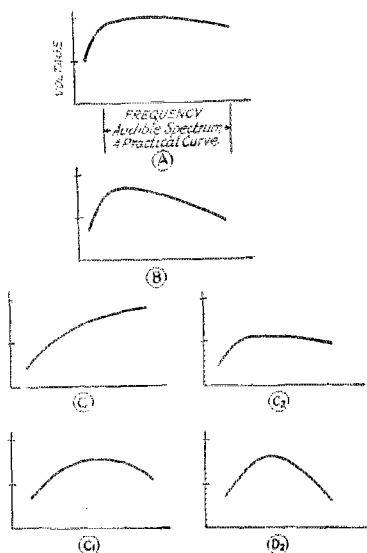 VOLTAGE
FREQUENCY
Audible Spectrum
A Practical Curve
A
B
C
C2
C1
D2